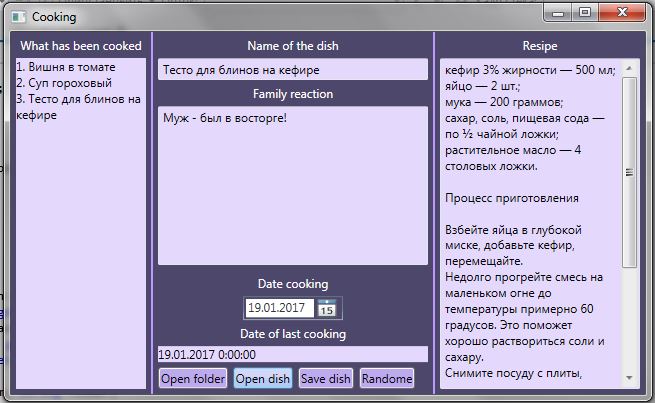 Cooking
What has been cooked
1. Вишня в томате
2. Суп гороховый
3. Тесто для блинов на
кефире
Name of the dish
Тесто для блинов на кефире
Family reaction
Муж - был в восторге!
Date cooking
19.01.2017
15
Date of last cooking
19.01.2017 0:00:00
Open folder
Open dish
Save dish
Randome
Resipe
кефир 3% жирности — 500 мл;
яйцо — 2 шт.;
мука — 200 граммов;
сахар, соль, пищевая сода —
по ½ чайной ложки;
растительное масло — 4
столовых ложки.
Процесс приготовления
Взбейте яйца в глубокой
миске, добавьте кефир,
перемещайте.
Недолго прогрейте смесь на
маленьком огне до
температуры примерно 60
градусов. Это поможет
хорошо раствориться соли и
сахару.
Снимите посуду с плиты,